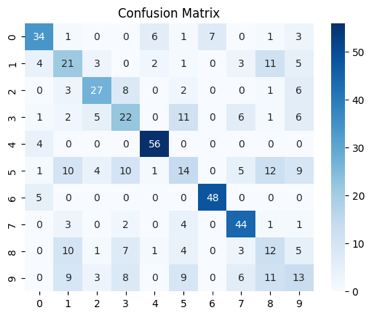 Confusion Matrix
0 34 1 0 0 6 1 7 0 1 3
1 4 21 3 0 2 1 0 3 11 5
2 0 3 27 8 0 2 0 0 1 6
3 1 2 5 22 0 11 0 6 1 6
4 4 0 0 0 56 0 0 0 0 0
5 1 10 4 10 1 14 0 5 12 9
6 5 0 0 0 0 0 48 0 0 0
7 0 3 0 2 0 4 0 44 1 1
8 0 10 1 7 1 4 0 3 12 5
9 0 9 3 8 0 9 0 6 11 13
0 1 2 3 4 5 6 7 8 9
50
40
30
20
10
0